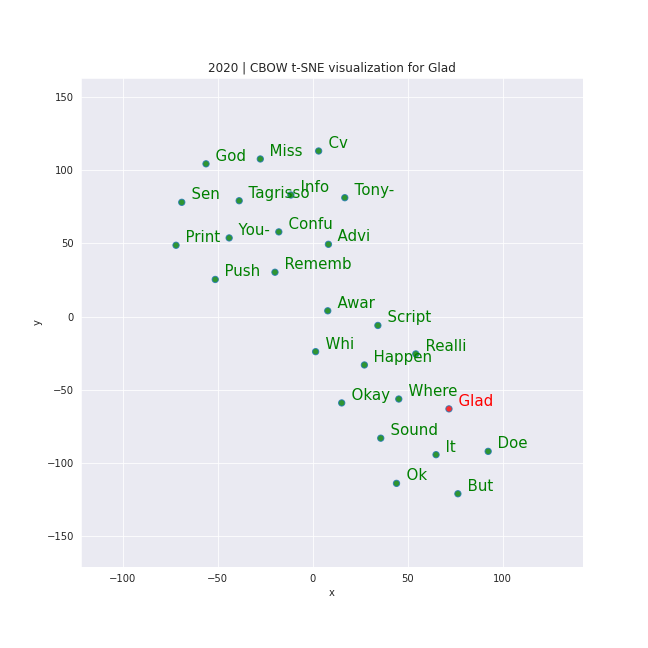 2020 | CBOW t-SNE visualization for Glad
150
100
50
0
−50
−100
−150
y
Cv
God
Miss
Info
Sen
Tagrisso
Tony-
Print
You-
Confu
Advi
Push
Rememb
Awar
Script
Whi
Realli
Happen
Okay
Where
Glad
Sound
It
Doe
Ok
But
−100
−50
0
50
100
x